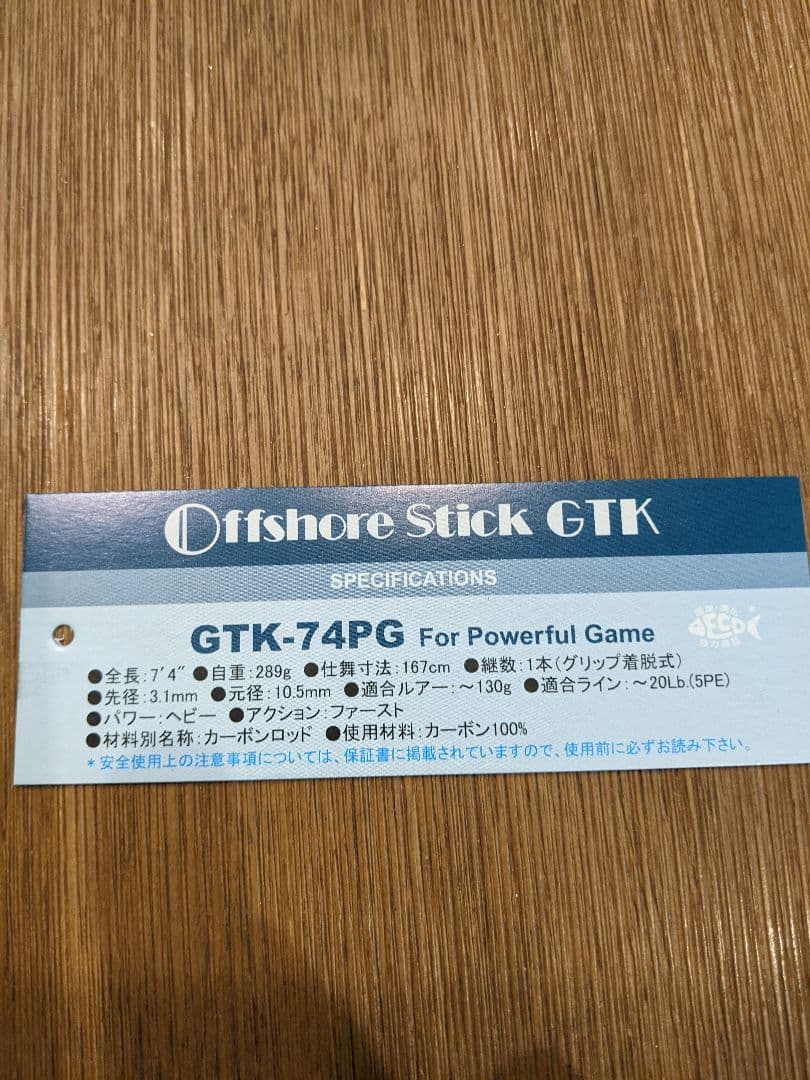 Offshore Stick GTK
SPECIFICATIONS
GTK-74PG For Powerful Game
ECO
●全長:7'4" ●自重:289g ●仕舞寸法:167cm ●継数:1本(グリップ着脱式)
●先径:3.1mm ●元径:10.5mm ●適合ルアー:～130g ●適合ライン:～20Lb.(5PE)
●パワー:ヘビー ●アクション:ファースト
●材料別名称:カーボンロッド ●使用材料:カーボン100%
*安全使用上の注意事項については、保証書に掲載されていますので、使用前に必ずお読み下さい。